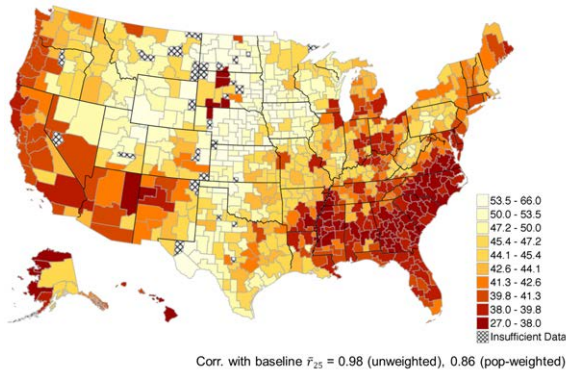 53.5 - 66.0
50.0 - 53.5
47.2 - 50.0
45.4 - 47.2
44.1 - 45.4
42.6 - 44.1
41.3 - 42.6
39.8 - 41.3
38.0 - 39.8
27.0 - 38.0
Insufficient Data
Corr. with baseline r̄₂₅ = 0.98 (unweighted), 0.86 (pop-weighted)